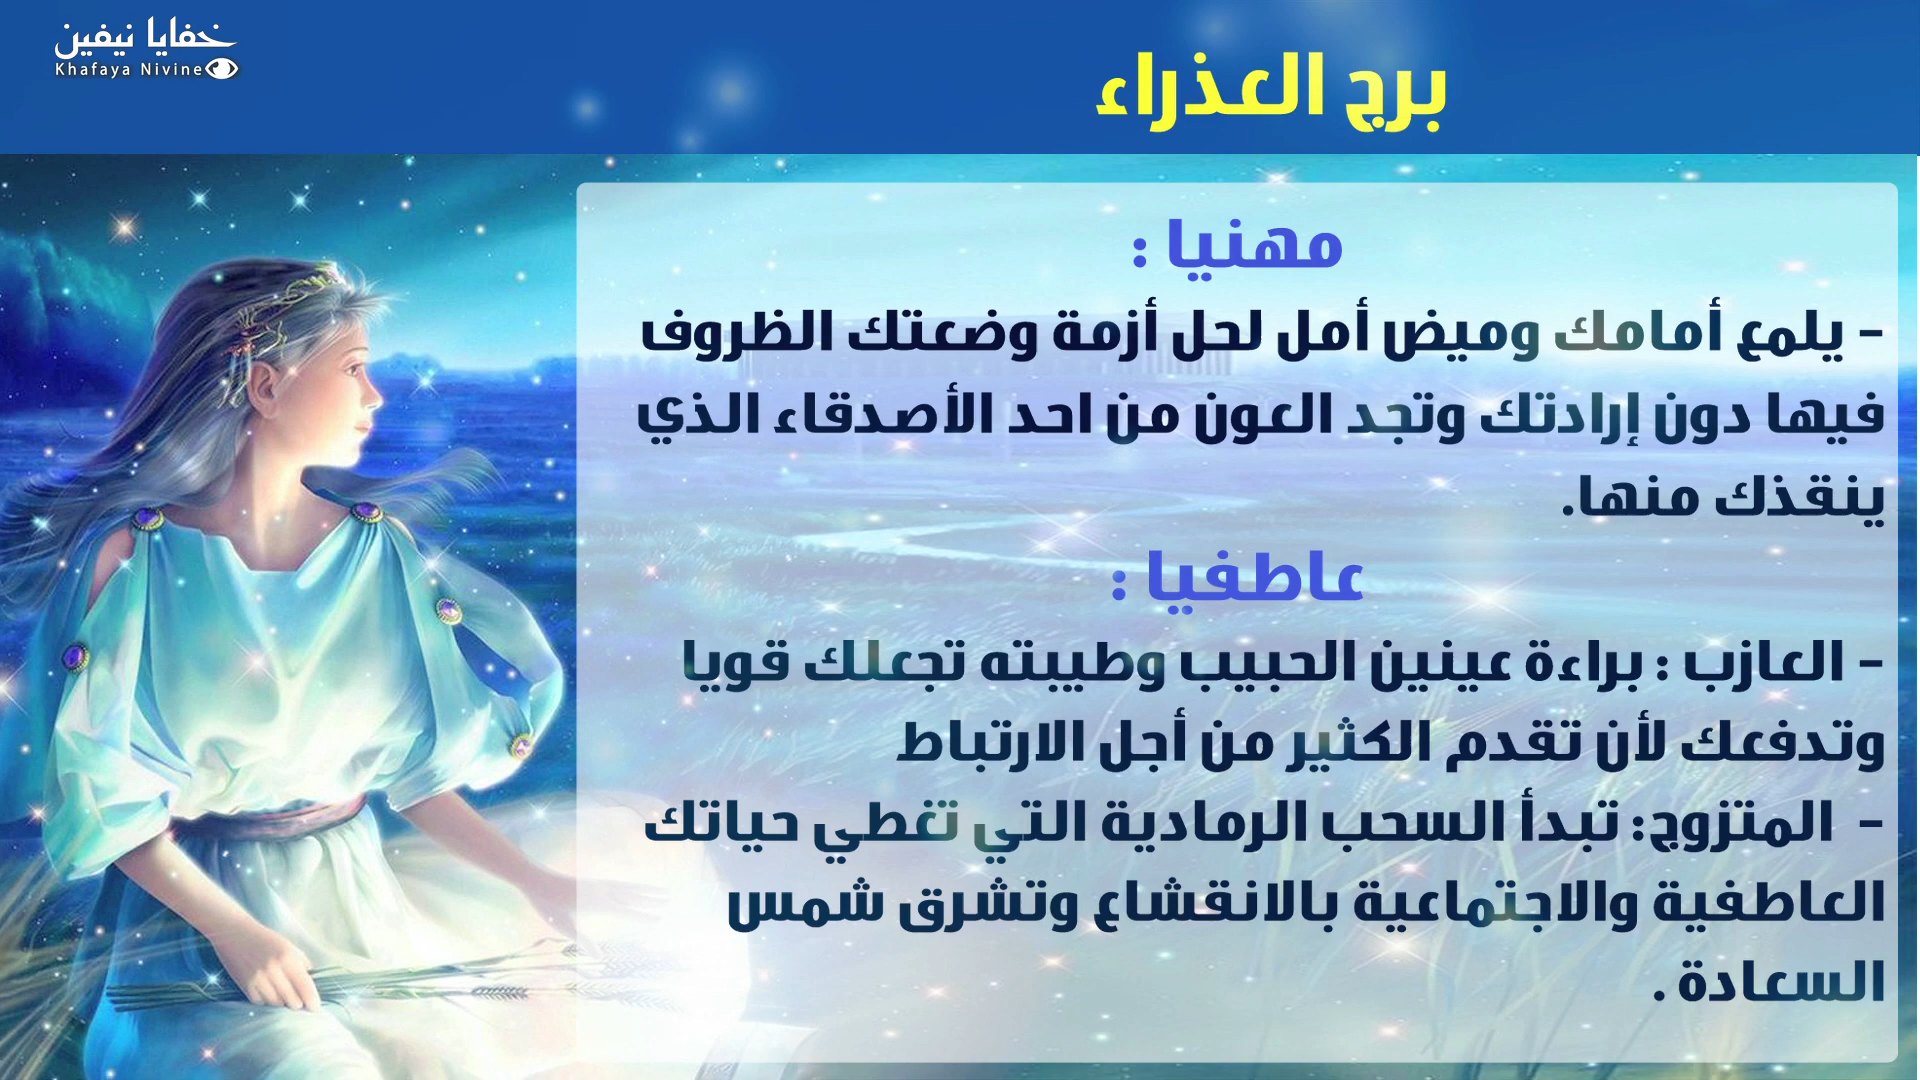 خفايا نيفين
Khafaya Nivine
برج العذراء
مهنيا :
- يلمع أمامك وميض أمل لحل أزمة وضعتك الظروف
فيها دون إرادتك وتجد العون من احد الأصدقاء الذي
ينقذك منها.
عاطفيا :
- العازب : براءة عينين الحبيب وطيبته تجعلك قويا
وتدفعك لأن تقدم الكثير من أجل الارتباط
- المتزوج: تبدأ السحب الرمادية التي تغطي حياتك
العاطفية والاجتماعية بالانقشاع وتشرق شمس
السعادة .